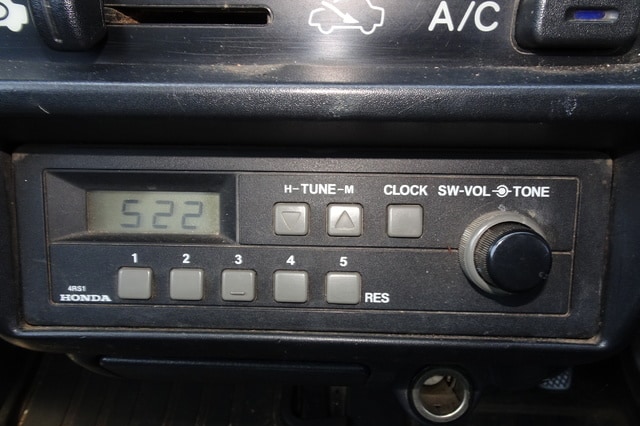 A/C
522
H-TUNE-M CLOCK SW-VOL TONE
1 2 3 4 5
4RS1
HONDA
RES